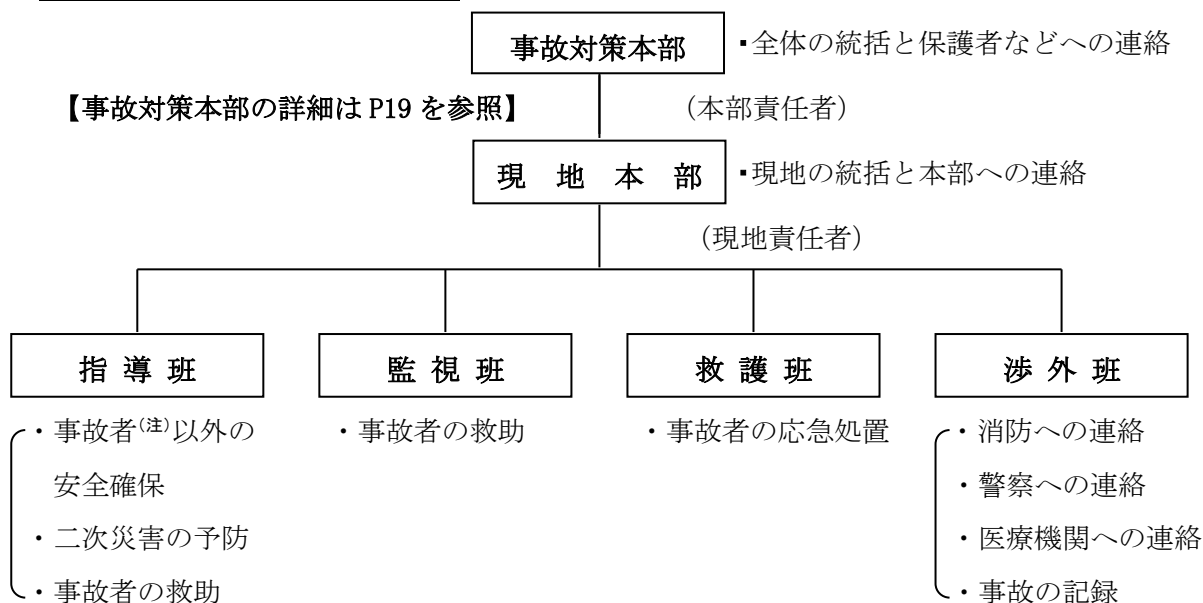 事故対策本部
▪全体の統括と保護者などへの連絡
【事故対策本部の詳細は P19 を参照】
(本部責任者)
現 地 本 部
▪現地の統括と本部への連絡
(現地責任者)
指 導 班
監 視 班
救 護 班
渉 外 班
・事故者(注)以外の
安全確保
・二次災害の予防
・事故者の救助
・事故者の救助
・事故者の応急処置
・消防への連絡
・警察への連絡
・医療機関への連絡
・事故の記録